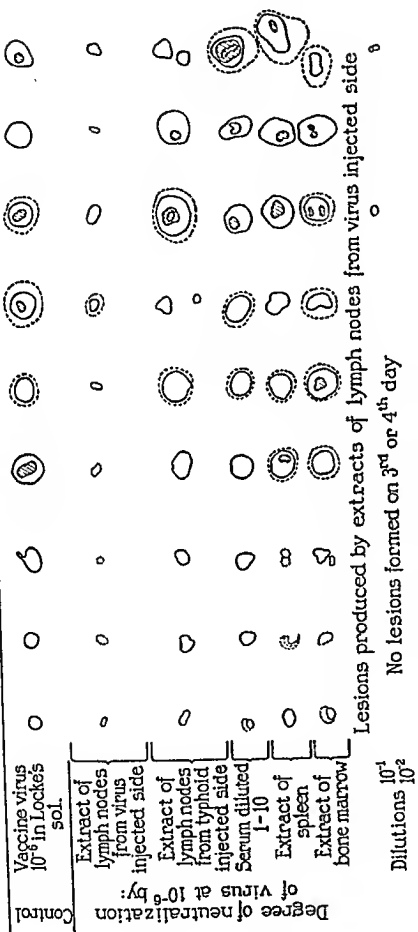 Control
Vaccine virus
10⁻⁶ in Locke's
sol.
Degree of neutralization
of virus at 10⁻⁶ by:
Extract of
lymph nodes
from virus
injected side
Extract of
lymph nodes
from typhoid
injected side
Serum diluted
1-10
Extract of
spleen
Extract of
bone marrow
Lesions produced by extracts of lymph nodes from virus injected side
Dilutions 10⁻¹
10⁻²
No lesions formed on 3rd or 4th day